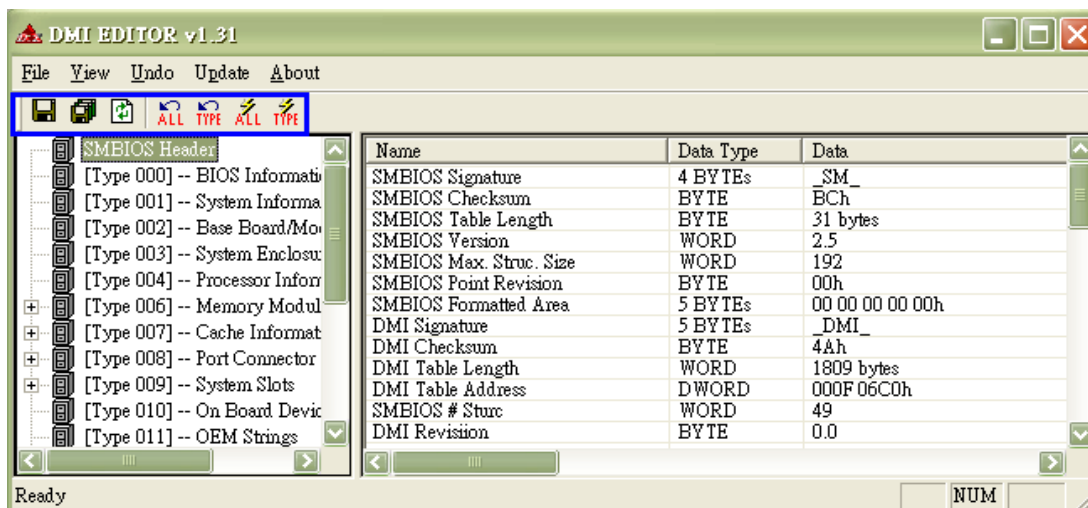 DMI EDITOR v1.31
File View Undo Update About
ALL TYPE ALL TYPE
SMBIOS Header
[Type 000] -- BIOS Informati
[Type 001] -- System Informa
[Type 002] -- Base Board/Mo
[Type 003] -- System Enclosu
[Type 004] -- Processor Inform
[Type 006] -- Memory Modul
[Type 007] -- Cache Informat
[Type 008] -- Port Connector
[Type 009] -- System Slots
[Type 010] -- On Board Devic
[Type 011] -- OEM Strings
Name Data Type Data
SMBIOS Signature 4 BYTEs _SM_
SMBIOS Checksum BYTE BCh
SMBIOS Table Length BYTE 31 bytes
SMBIOS Version WORD 2.5
SMBIOS Max. Struc. Size WORD 192
SMBIOS Point Revision BYTE 00h
SMBIOS Formatted Area 5 BYTEs 00 00 00 00 00h
DMI Signature 5 BYTEs _DMI_
DMI Checksum BYTE 4Ah
DMI Table Length WORD 1809 bytes
DMI Table Address DWORD 000F 06C0h
SMBIOS # Sturc WORD 49
DMI Revisiion BYTE 0.0
Ready NUM